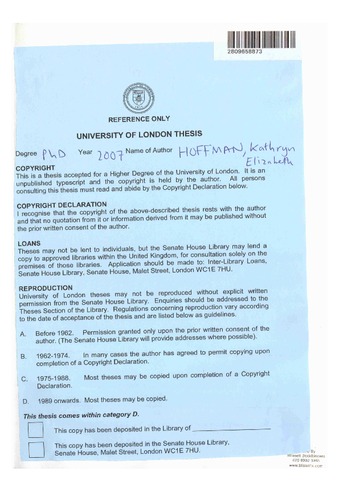 2809658873
REFERENCE ONLY
UNIVERSITY OF LONDON THESIS
Degree PhD Year 2007 Name of Author HOFFMAN, Kathryn
Elizabeth
COPYRIGHT
This is a thesis accepted for a Higher Degree of the University of London. It is an
unpublished typescript and the copyright is held by the author. All persons
consulting this thesis must read and abide by the Copyright Declaration below.
COPYRIGHT DECLARATION
I recognise that the copyright of the above-described thesis rests with the author
and that no quotation from it or information derived from it may be published without
the prior written consent of the author.
LOANS
Theses may not be lent to individuals, but the Senate House Library may lend a
copy to approved libraries within the United Kingdom, for consultation solely on the
premises of those libraries. Application should be made to: Inter-Library Loans,
Senate House Library, Senate House, Malet Street, London WC1E 7HU.
REPRODUCTION
University of London theses may not be reproduced without explicit written
permission from the Senate House Library. Enquiries should be addressed to the
Theses Section of the Library. Regulations concerning reproduction vary according
to the date of acceptance of the thesis and are listed below as guidelines.
A. Before 1962. Permission granted only upon the prior written consent of the
author. (The Senate House Library will provide addresses where possible).
B. 1962-1974. In many cases the author has agreed to permit copying upon
completion of a Copyright Declaration.
C. 1975-1988. Most theses may be copied upon completion of a Copyright
Declaration.
D. 1989 onwards. Most theses may be copied.
This thesis comes within category D.
This copy has been deposited in the Library of
This copy has been deposited in the Senate House Library,
Senate House, Malet Street, London WC1E 7HU.